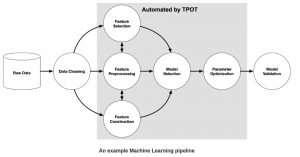 Automated by TPOT
Feature
Selection
Raw Data
Data Cleaning
Feature
Preprocessing
Model
Selection
Parameter
Optimization
Model
Validation
Feature
Construction
An example Machine Learning pipeline